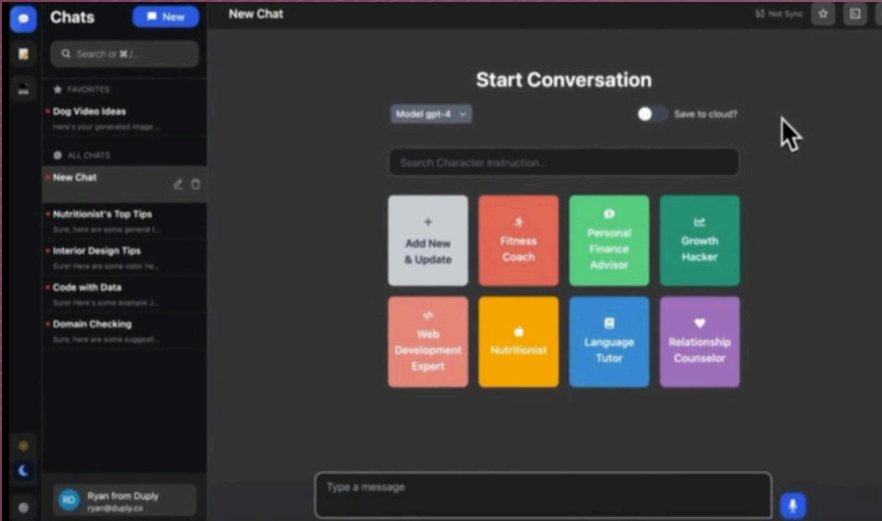 Chats
New
Search or ⌘/...
FAVORITES
Dog Video Ideas
Here's your generated image ...
ALL CHATS
New Chat
Nutritionist's Top Tips
Sure, here are some general t...
Interior Design Tips
Sure! Here are some color he...
Code with Data
Sure! Here's some example J...
Domain Checking
Sure, here are some suggesti...
RD
Ryan from Duply
ryan@duply.co
New Chat
Not Sync
Start Conversation
Model gpt-4
Save to cloud?
Search Character Instruction...
Add New
& Update
Fitness
Coach
Personal
Finance
Advisor
Growth
Hacker
Web
Development
Expert
Nutritionist
Language
Tutor
Relationship
Counselor
Type a message